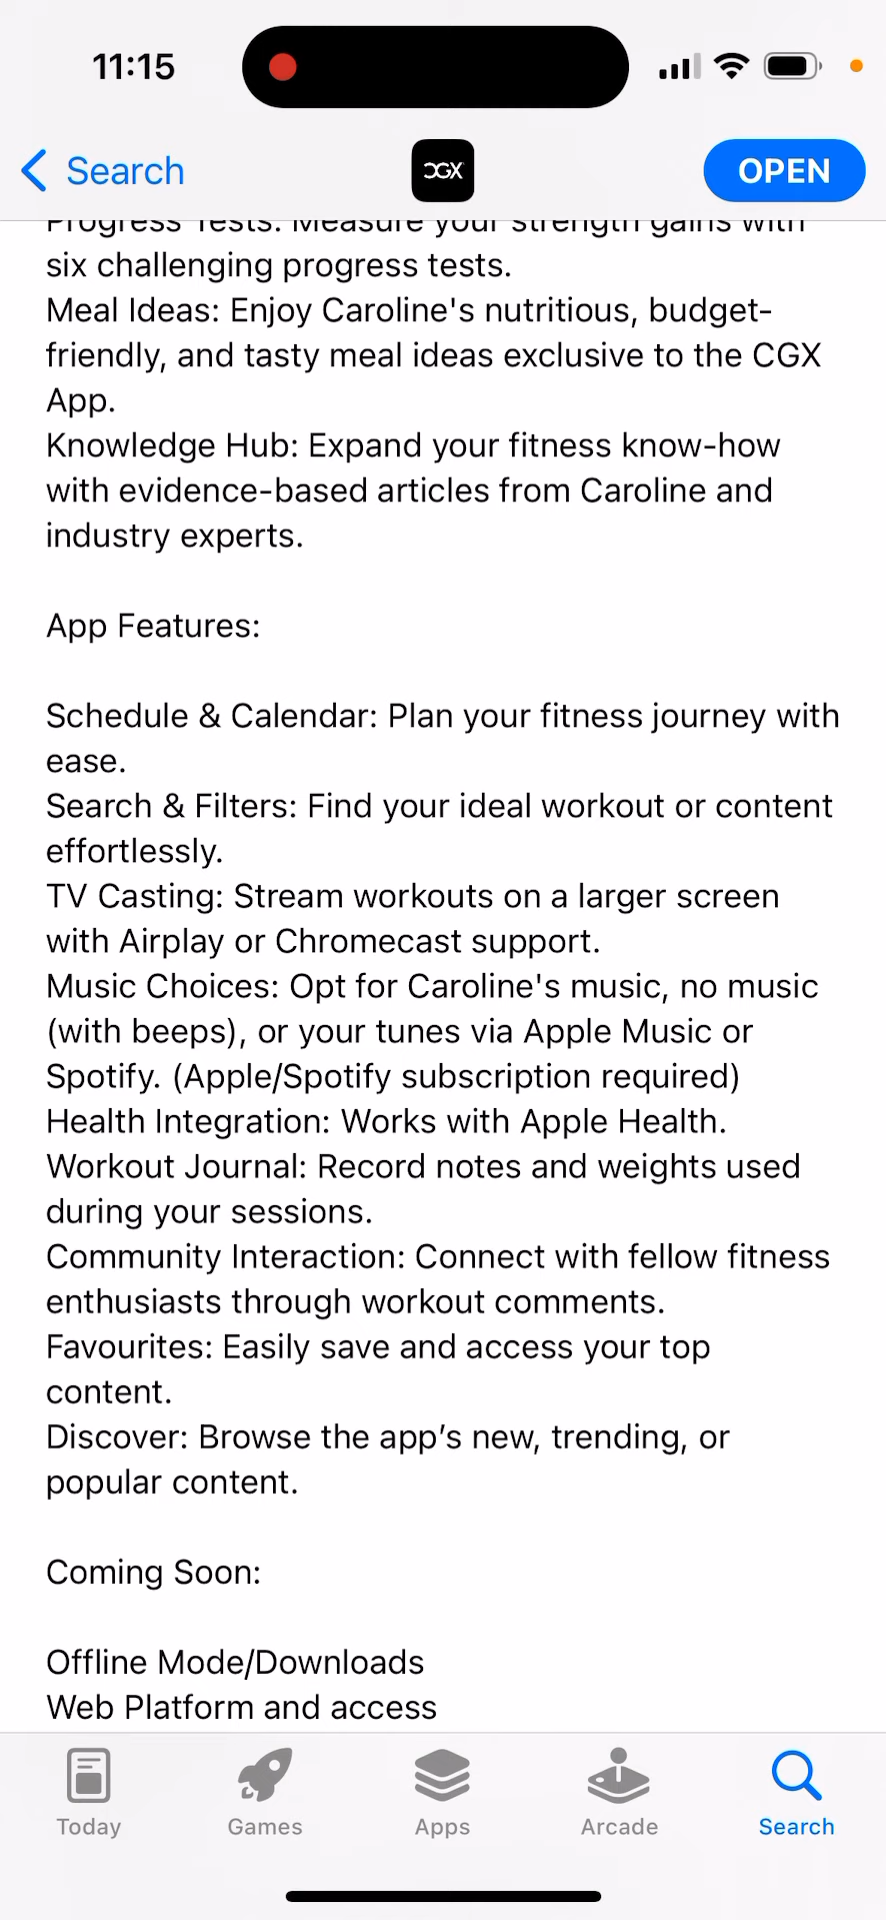 11:15
Search
CGX
OPEN
Progress Tests: Measure your strength gains with
six challenging progress tests.
Meal Ideas: Enjoy Caroline's nutritious, budget-
friendly, and tasty meal ideas exclusive to the CGX
App.
Knowledge Hub: Expand your fitness know-how
with evidence-based articles from Caroline and
industry experts.
App Features:
Schedule & Calendar: Plan your fitness journey with
ease.
Search & Filters: Find your ideal workout or content
effortlessly.
TV Casting: Stream workouts on a larger screen
with Airplay or Chromecast support.
Music Choices: Opt for Caroline's music, no music
(with beeps), or your tunes via Apple Music or
Spotify. (Apple/Spotify subscription required)
Health Integration: Works with Apple Health.
Workout Journal: Record notes and weights used
during your sessions.
Community Interaction: Connect with fellow fitness
enthusiasts through workout comments.
Favourites: Easily save and access your top
content.
Discover: Browse the app’s new, trending, or
popular content.
Coming Soon:
Offline Mode/Downloads
Web Platform and access
Today
Games
Apps
Arcade
Search